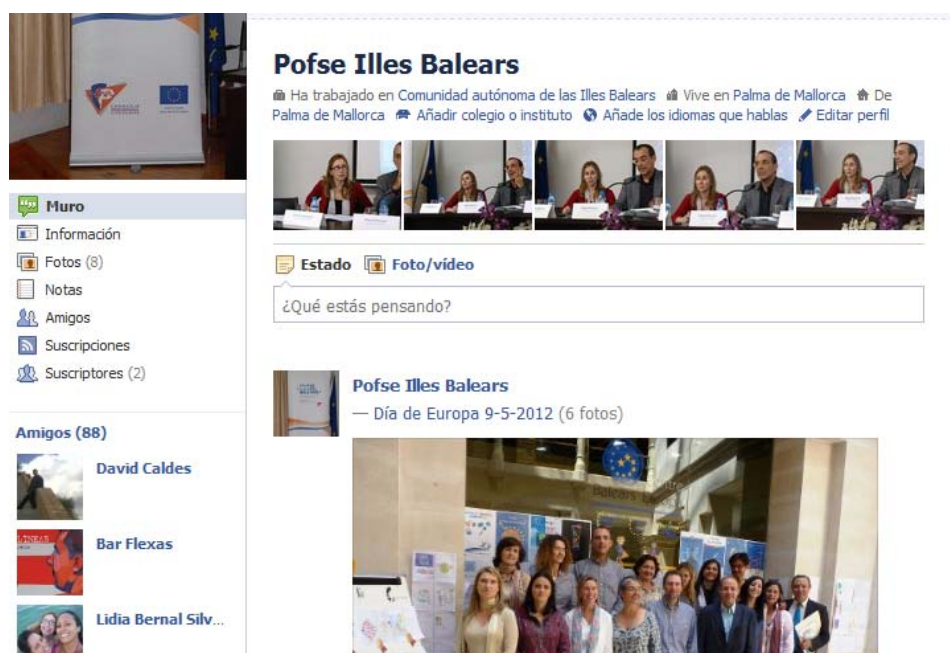 Pofse Illes Balears
Ha trabajado en Comunidad autónoma de las Illes Balears Vive en Palma de Mallorca De
Palma de Mallorca Añadir colegio o instituto Añade los idiomas que hablas Editar perfil
Muro
Información
Fotos (8)
Notas
Amigos
Suscripciones
Suscriptores (2)
Amigos (88)
David Caldes
Bar Flexas
Lidia Bernal Silv...
Estado Foto/vídeo
¿Qué estás pensando?
Pofse Illes Balears
— Día de Europa 9-5-2012 (6 fotos)
Balears